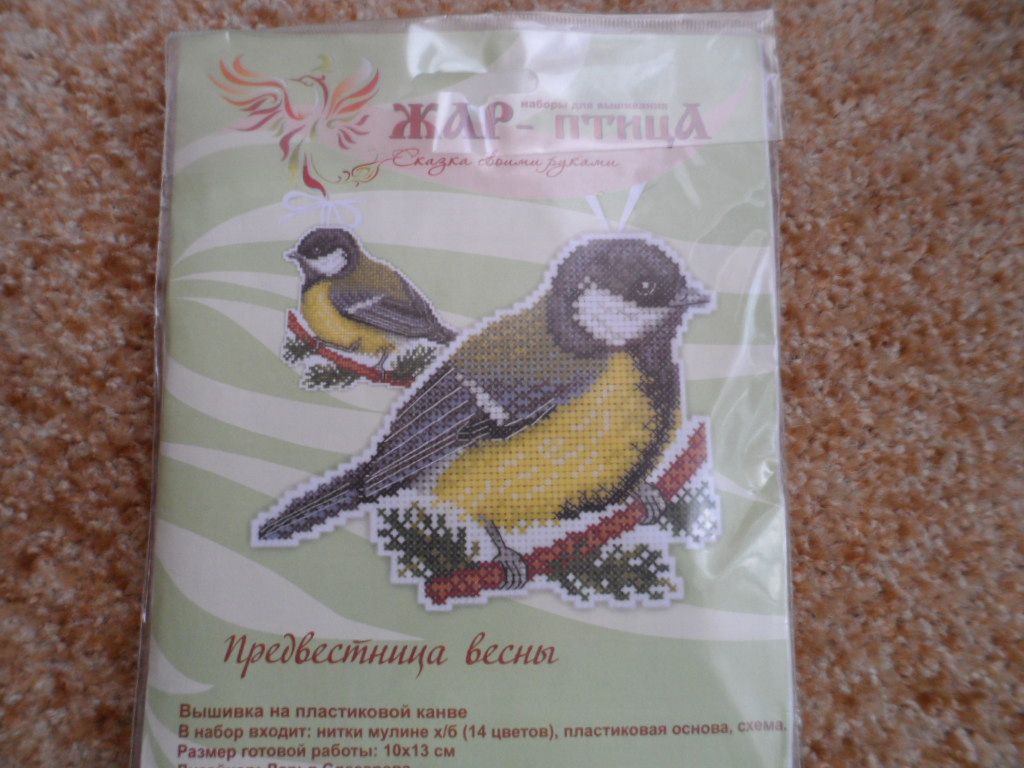 наборы для вышивания
ЖАР-ПТИЦА
Сказка своими руками
Предвестница весны
Вышивка на пластиковой канве
В набор входит: нитки мулине х/б (14 цветов), пластиковая основа, схема.
Размер готовой работы: 10х13 см